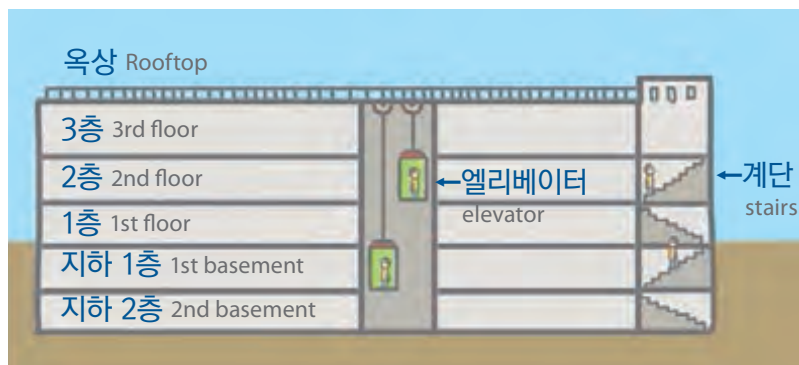 옥상 Rooftop
3층 3rd floor
2층 2nd floor
←엘리베이터
elevator
←계단
stairs
1층 1st floor
지하 1층 1st basement
지하 2층 2nd basement